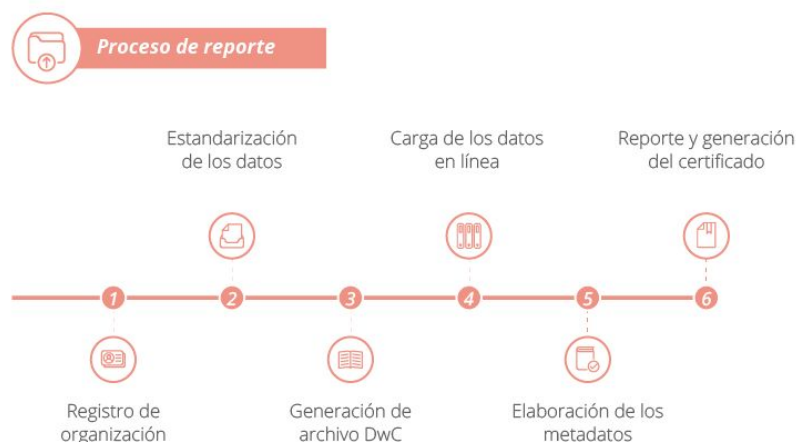 Proceso de reporte
Estandarización
de los datos
Carga de los datos
en línea
Reporte y generación
del certificado
1
2
3
4
5
6
Registro de
organización
Generación de
archivo DwC
Elaboración de los
metadatos